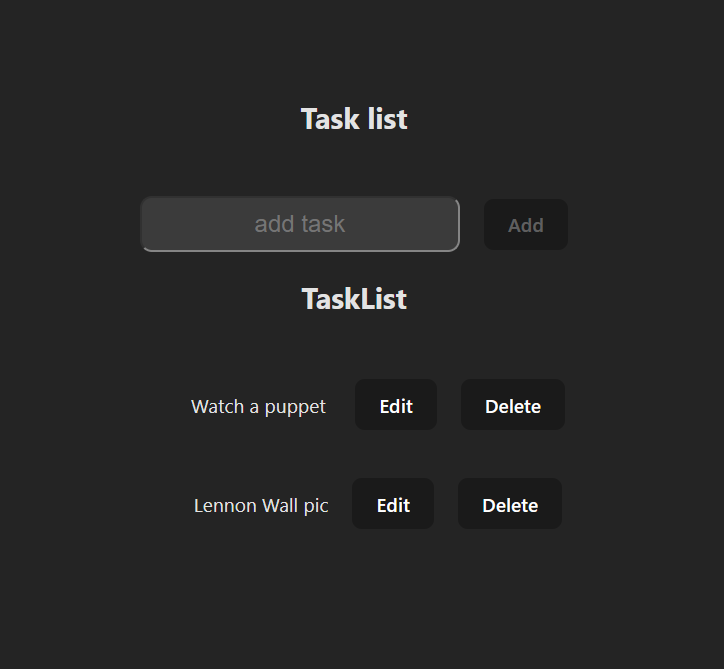 Task list
add task Add
TaskList
Watch a puppet Edit Delete
Lennon Wall pic Edit Delete